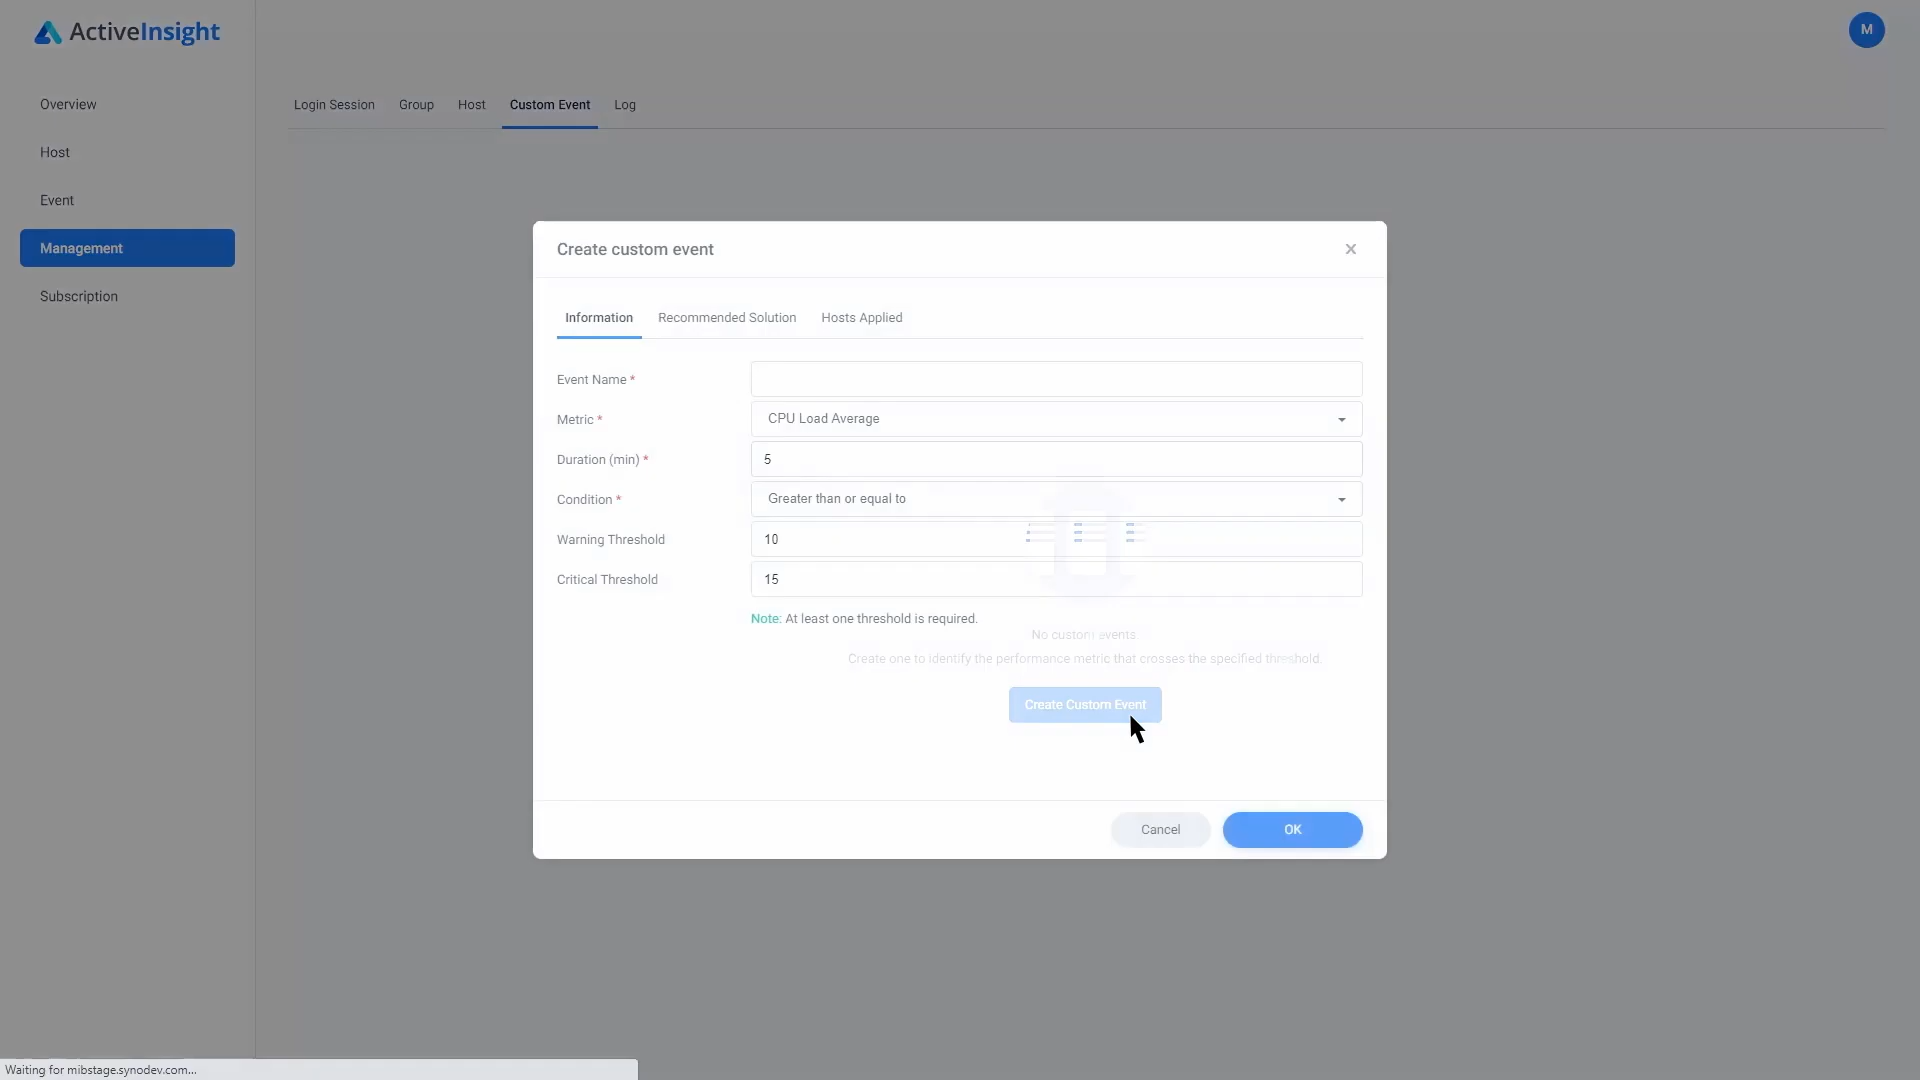 ActiveInsight
M
Overview
Host
Event
Management
Subscription
Login Session
Group
Host
Custom Event
Log
Create custom event
Information
Recommended Solution
Hosts Applied
Event Name *
Metric *
CPU Load Average
Duration (min) *
5
Condition *
Greater than or equal to
Warning Threshold
10
Critical Threshold
15
Note: At least one threshold is required.
No custom events
Create one to identify the performance metric that crosses the specified threshold.
Create Custom Event
Cancel
OK
Waiting for mibstage.synodev.com...